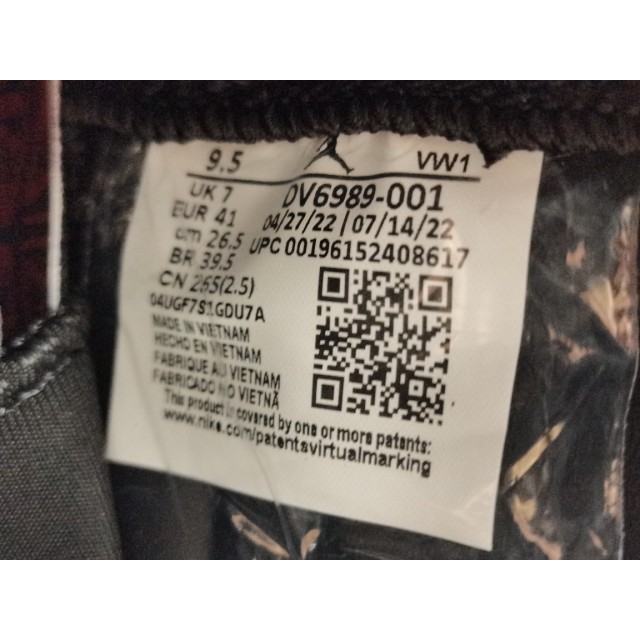 9.5 VW1
UK 7
EUR 41
cm 26.5
BR 39.5
CN 265(2.5)
DV6989-001
04/27/22 | 07/14/22
UPC 00196152408617
04UGF7S1GDU7A
MADE IN VIETNAM
HECHO EN VIETNAM
FABRIQUE AU VIETNAM
FABRICADO NO VIETNÃ
This product is covered by one or more patents:
www.nike.com/patentsvirtualmarking